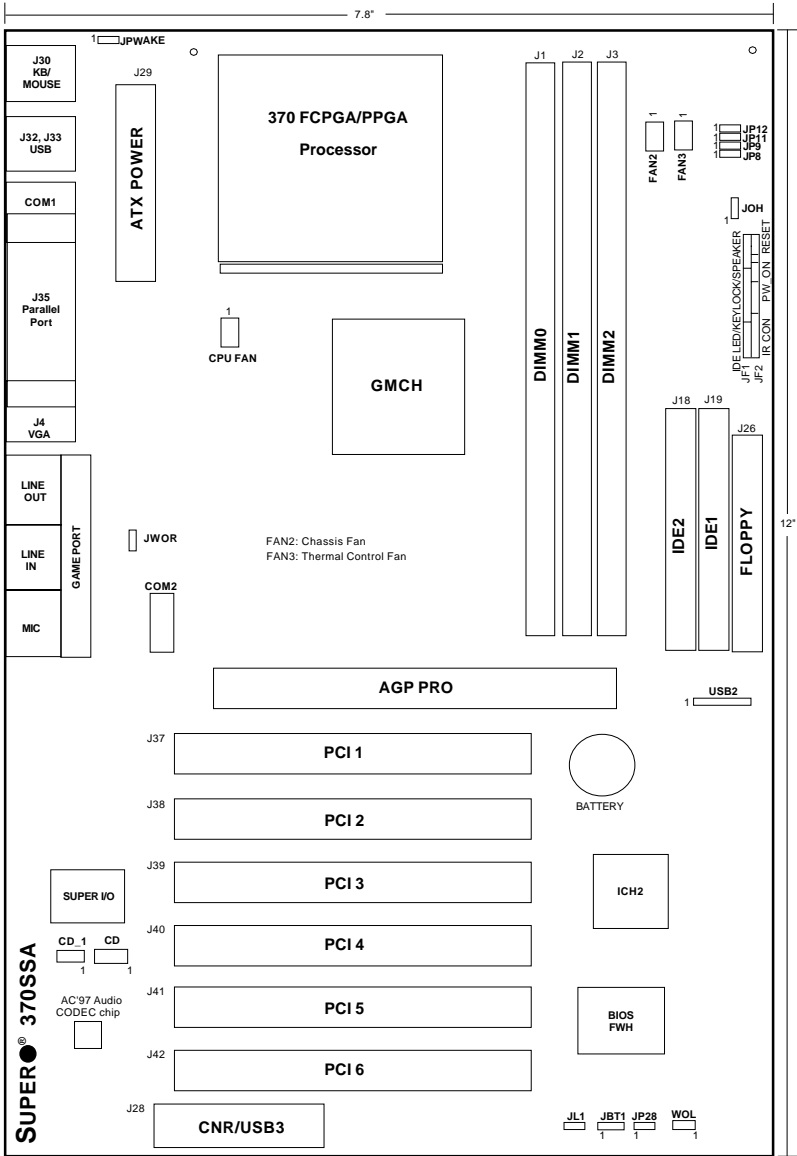 7.8"
1 JPWAKE
J30
KB/
MOUSE
J29
J32, J33
USB
COM1
ATX POWER
370 FCPGA/PPGA
Processor
J1
J2
J3
DIMM0
DIMM1
DIMM2
1
FAN2
1
FAN3
1 JP12
1 JP11
1 JP9
1 JP8
JOH
1
J35
Parallel
Port
1
CPU FAN
GMCH
IDE LED/KEYLOCK/SPEAKER
IR CON PW_ON RESET
JF1
JF2
J4
VGA
J18
J19
J26
IDE2
IDE1
FLOPPY
LINE
OUT
LINE
IN
MIC
GAME PORT
JWOR
COM2
FAN2: Chassis Fan
FAN3: Thermal Control Fan
12"
AGP PRO
USB2
1
J37
PCI 1
BATTERY
J38
PCI 2
J39
PCI 3
SUPER I/O
ICH2
J40
PCI 4
CD_1
1
CD
1
J41
PCI 5
AC'97 Audio
CODEC chip
BIOS
FWH
J42
PCI 6
SUPER® 370SSA
J28
CNR/USB3
JL1
JBT1
1
JP28
1
WOL
1